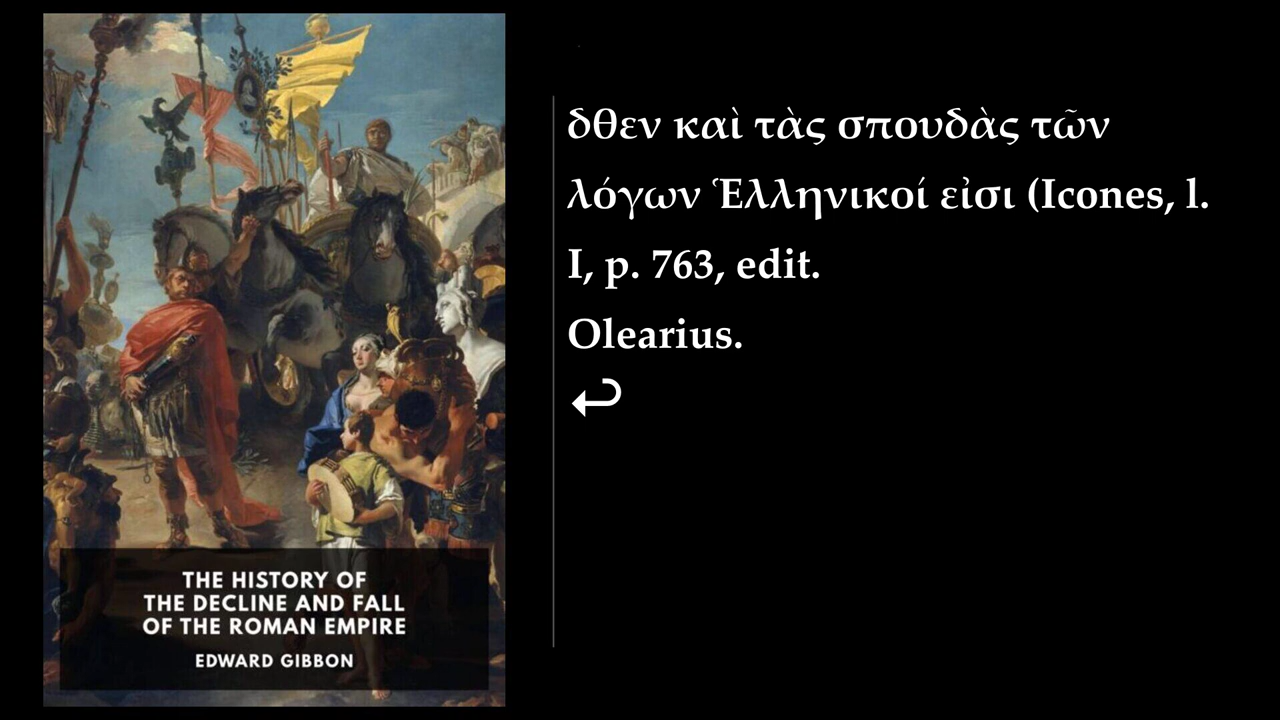 THE HISTORY OF
THE DECLINE AND FALL
OF THE ROMAN EMPIRE
EDWARD GIBBON
δθεν καὶ τὰς σπουδὰς τῶν
λόγων Ἑλληνικοί εἰσι (Icones, l.
I, p. 763, edit.
Olearius.
↩